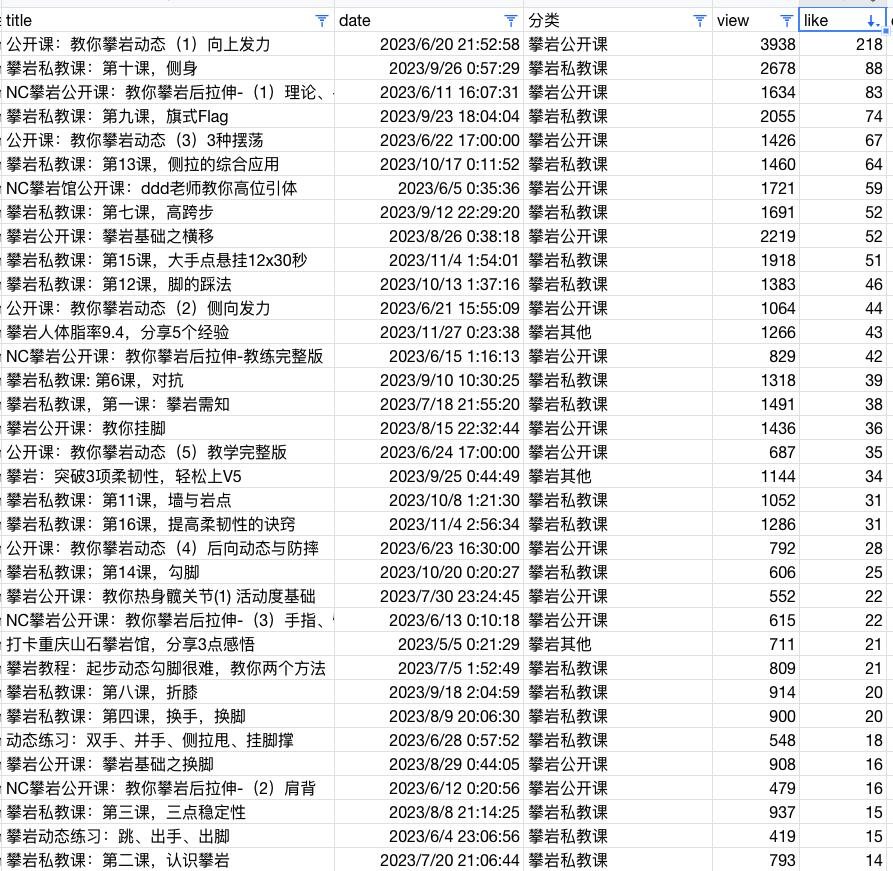 title date 分类 view like
公开课：教你攀岩动态（1）向上发力 2023/6/20 21:52:58 攀岩公开课 3938 218
攀岩私教课：第十课，侧身 2023/9/26 0:57:29 攀岩私教课 2678 88
NC攀岩公开课：教你攀岩后拉伸-（1）理论、 2023/6/11 16:07:31 攀岩公开课 1634 83
攀岩私教课：第九课，旗式Flag 2023/9/23 18:04:04 攀岩私教课 2055 74
公开课：教你攀岩动态（3）3种摆荡 2023/6/22 17:00:00 攀岩公开课 1426 67
攀岩私教课：第13课，侧拉的综合应用 2023/10/17 0:11:52 攀岩私教课 1460 64
NC攀岩馆公开课：ddd老师教你高位引体 2023/6/5 0:35:36 攀岩公开课 1721 59
攀岩私教课：第七课，高跨步 2023/9/12 22:29:20 攀岩私教课 1691 52
攀岩公开课：攀岩基础之横移 2023/8/26 0:38:18 攀岩公开课 2219 52
攀岩私教课：第15课，大手点悬挂12x30秒 2023/11/4 1:54:01 攀岩私教课 1918 51
攀岩私教课：第12课，脚的踩法 2023/10/13 1:37:16 攀岩私教课 1383 46
公开课：教你攀岩动态（2）侧向发力 2023/6/21 15:55:09 攀岩公开课 1064 44
攀岩人体脂率9.4，分享5个经验 2023/11/27 0:23:38 攀岩其他 1266 43
NC攀岩公开课：教你攀岩后拉伸-教练完整版 2023/6/15 1:16:13 攀岩公开课 829 42
攀岩私教课: 第6课，对抗 2023/9/10 10:30:25 攀岩私教课 1318 39
攀岩私教课，第一课：攀岩需知 2023/7/18 21:55:20 攀岩私教课 1491 38
攀岩公开课：教你挂脚 2023/8/15 22:32:44 攀岩公开课 1436 36
公开课：教你攀岩动态（5）教学完整版 2023/6/24 17:00:00 攀岩公开课 687 35
攀岩：突破3项柔韧性，轻松上V5 2023/9/25 0:44:49 攀岩其他 1144 34
攀岩私教课：第11课，墙与岩点 2023/10/8 1:21:30 攀岩私教课 1052 31
攀岩私教课：第16课，提高柔韧性的诀窍 2023/11/4 2:56:34 攀岩私教课 1286 31
公开课：教你攀岩动态（4）后向动态与防摔 2023/6/23 16:30:00 攀岩公开课 792 28
攀岩私教课；第14课，勾脚 2023/10/20 0:20:27 攀岩私教课 606 25
攀岩公开课：教你热身髋关节(1) 活动度基础 2023/7/30 23:24:45 攀岩公开课 552 22
NC攀岩公开课：教你攀岩后拉伸-（3）手指、 2023/6/13 0:10:18 攀岩公开课 615 22
打卡重庆山石攀岩馆，分享3点感悟 2023/5/5 0:21:29 攀岩其他 711 21
攀岩教程：起步动态勾脚很难，教你两个方法 2023/7/5 1:52:49 攀岩私教课 809 21
攀岩私教课：第八课，折膝 2023/9/18 2:04:59 攀岩私教课 914 20
攀岩私教课：第四课，换手，换脚 2023/8/9 20:06:30 攀岩私教课 900 20
动态练习：双手、并手、侧拉甩、挂脚撑 2023/6/28 0:57:52 攀岩私教课 548 18
攀岩公开课：攀岩基础之换脚 2023/8/29 0:44:05 攀岩公开课 908 16
NC攀岩公开课：教你攀岩后拉伸-（2）肩背 2023/6/12 0:20:56 攀岩公开课 479 16
攀岩私教课：第三课，三点稳定性 2023/8/8 21:14:25 攀岩私教课 937 15
攀岩动态练习：跳、出手、出脚 2023/6/4 23:06:56 攀岩私教课 419 15
攀岩私教课：第二课，认识攀岩 2023/7/20 21:06:44 攀岩私教课 793 14